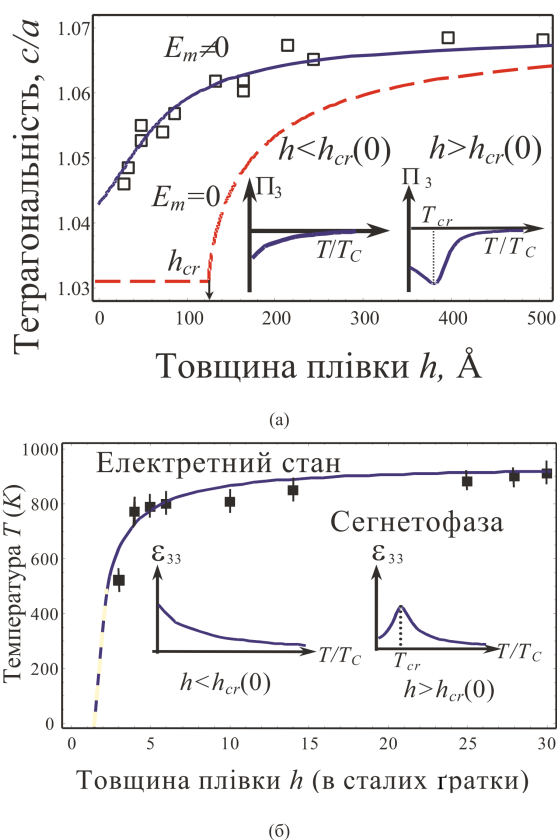 Тетрагональність, c/a
1.07
1.06
1.05
1.04
1.03
E_m≠0
E_m=0
h_cr
h<h_cr(0)
h>h_cr(0)
П_3
T/T_C
П_3
T_cr
T/T_C
0
100
200
300
400
500
Товщина плівки h, Å
(а)
Температура T (K)
1000
800
600
400
200
0
Електретний стан
Сегнетофаза
ε_33
T/T_C
h<h_cr(0)
ε_33
T_cr
T/T_C
h>h_cr(0)
0
5
10
15
20
25
30
Товщина плівки h (в сталих ґратки)
(б)